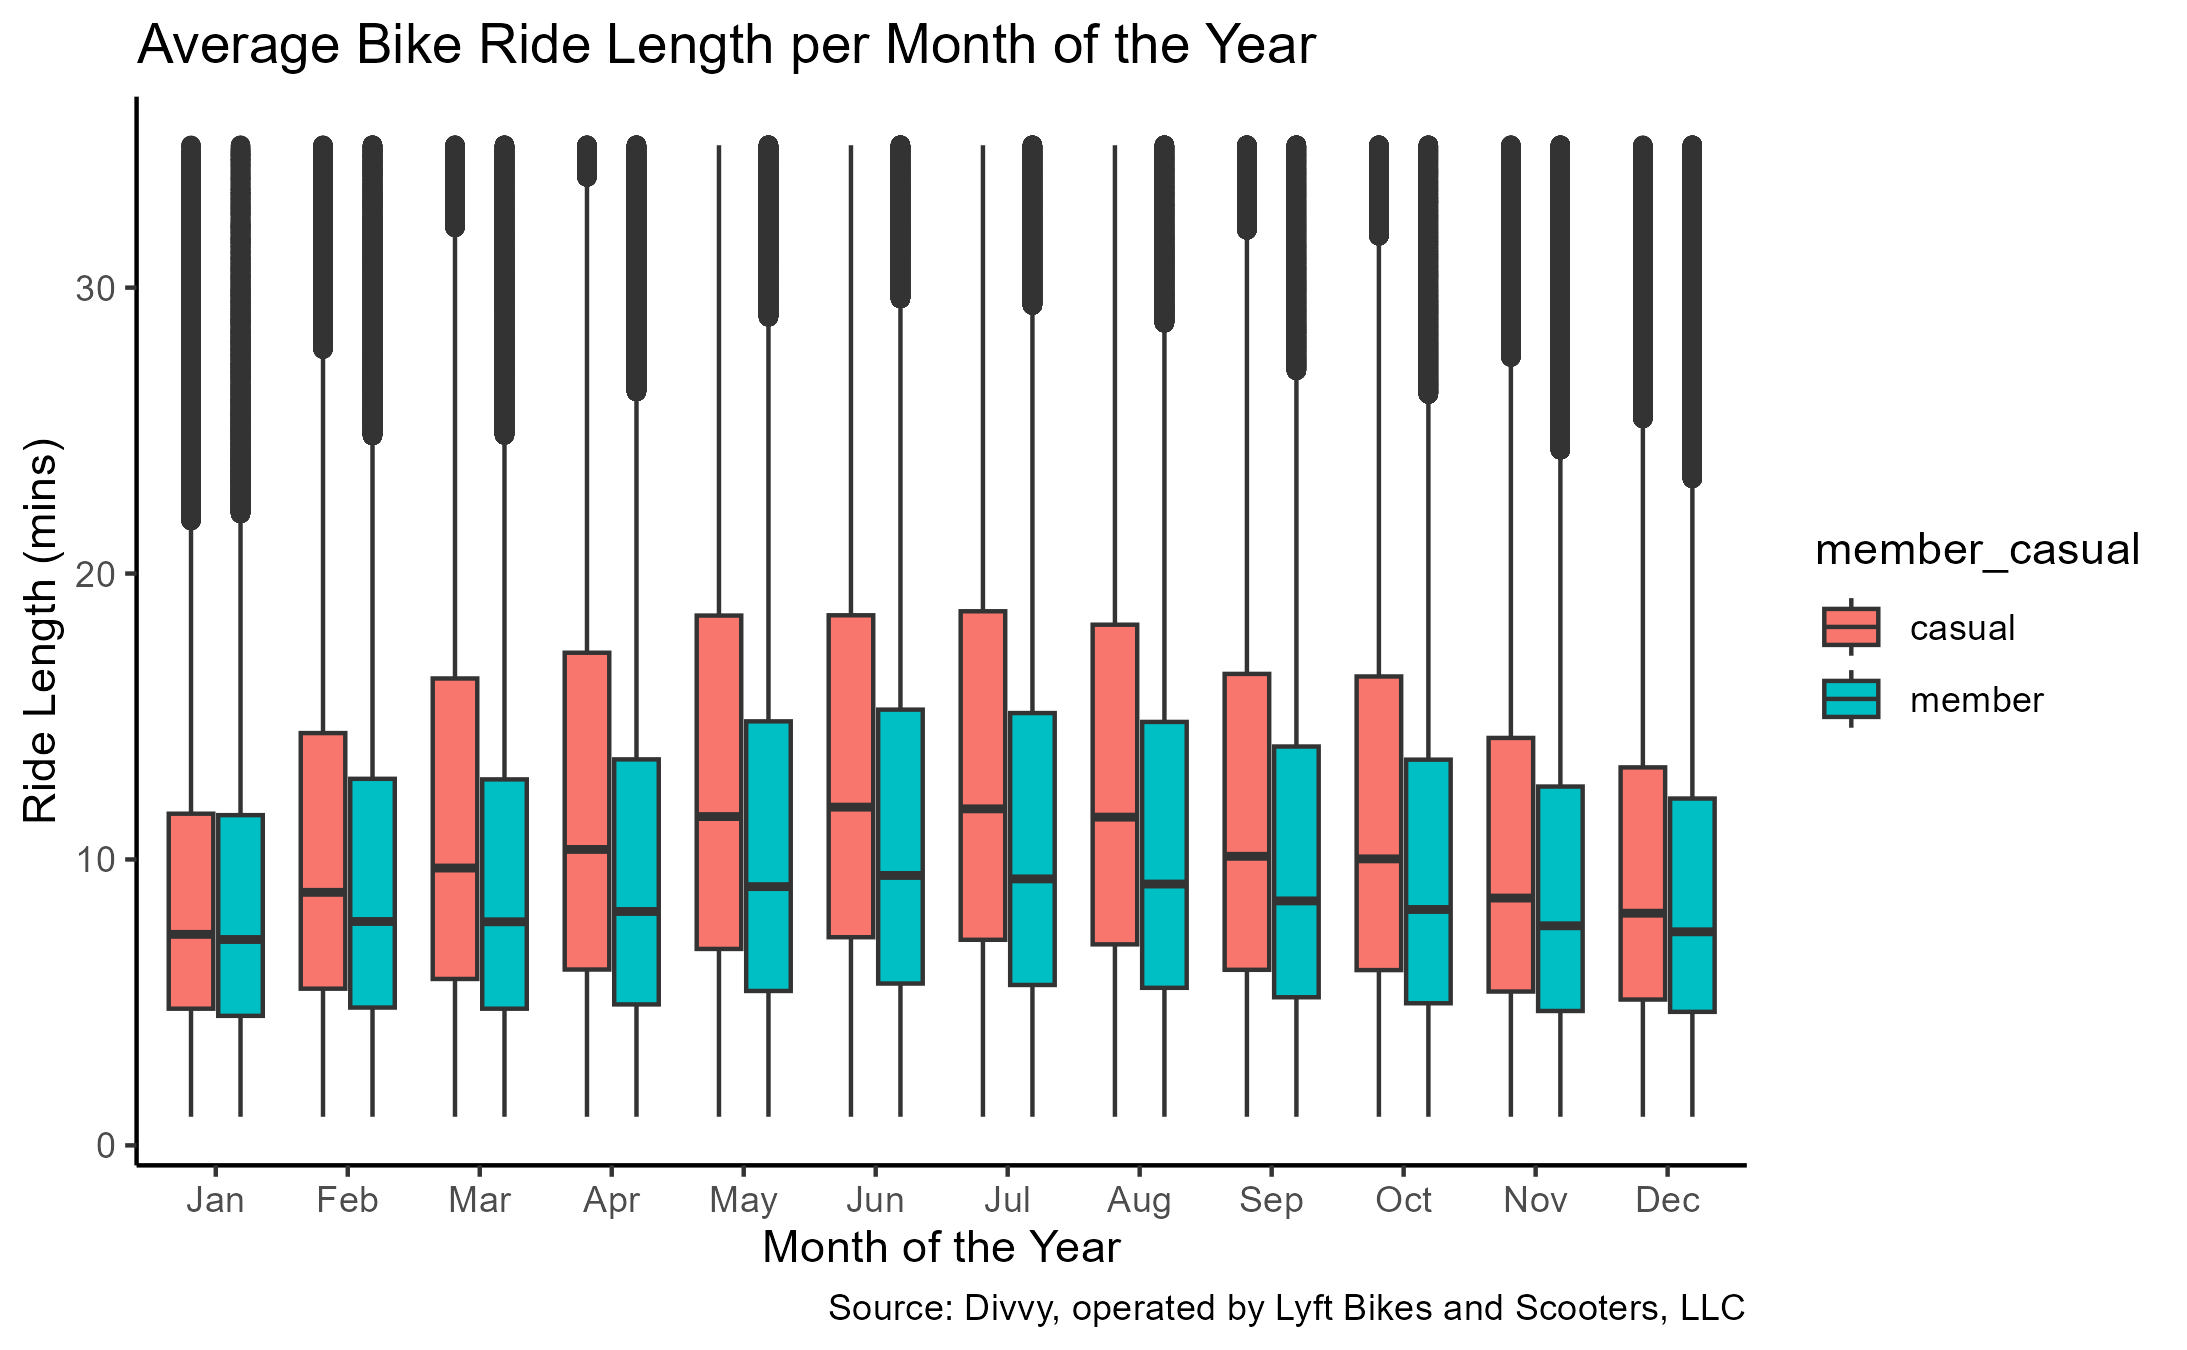 Average Bike Ride Length per Month of the Year
Ride Length (mins)
30
20
10
0
Jan Feb Mar Apr May Jun Jul Aug Sep Oct Nov Dec
Month of the Year
member_casual
casual
member
Source: Divvy, operated by Lyft Bikes and Scooters, LLC